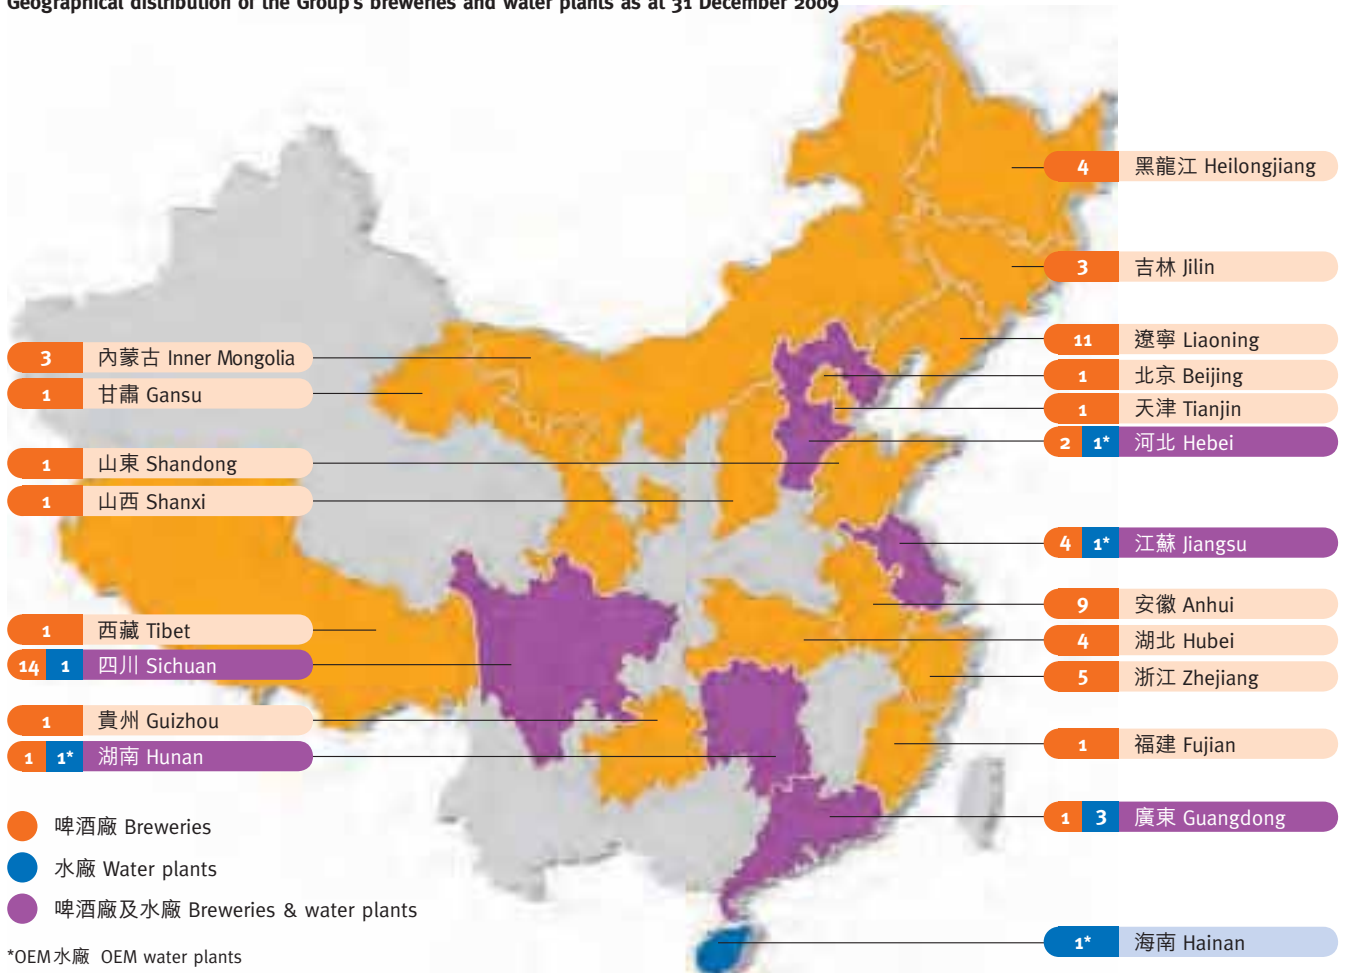 Geographical distribution of the Group's breweries and water plants as at 31 December 2009
4 黑龍江 Heilongjiang
3 吉林 Jilin
11 遼寧 Liaoning
1 北京 Beijing
1 天津 Tianjin
2 1* 河北 Hebei
4 1* 江蘇 Jiangsu
9 安徽 Anhui
4 湖北 Hubei
5 浙江 Zhejiang
1 福建 Fujian
1 3 廣東 Guangdong
1* 海南 Hainan
3 內蒙古 Inner Mongolia
1 甘肅 Gansu
1 山東 Shandong
1 山西 Shanxi
1 西藏 Tibet
14 1 四川 Sichuan
1 貴州 Guizhou
1 1* 湖南 Hunan
啤酒廠 Breweries
水廠 Water plants
啤酒廠及水廠 Breweries & water plants
*OEM水廠 OEM water plants